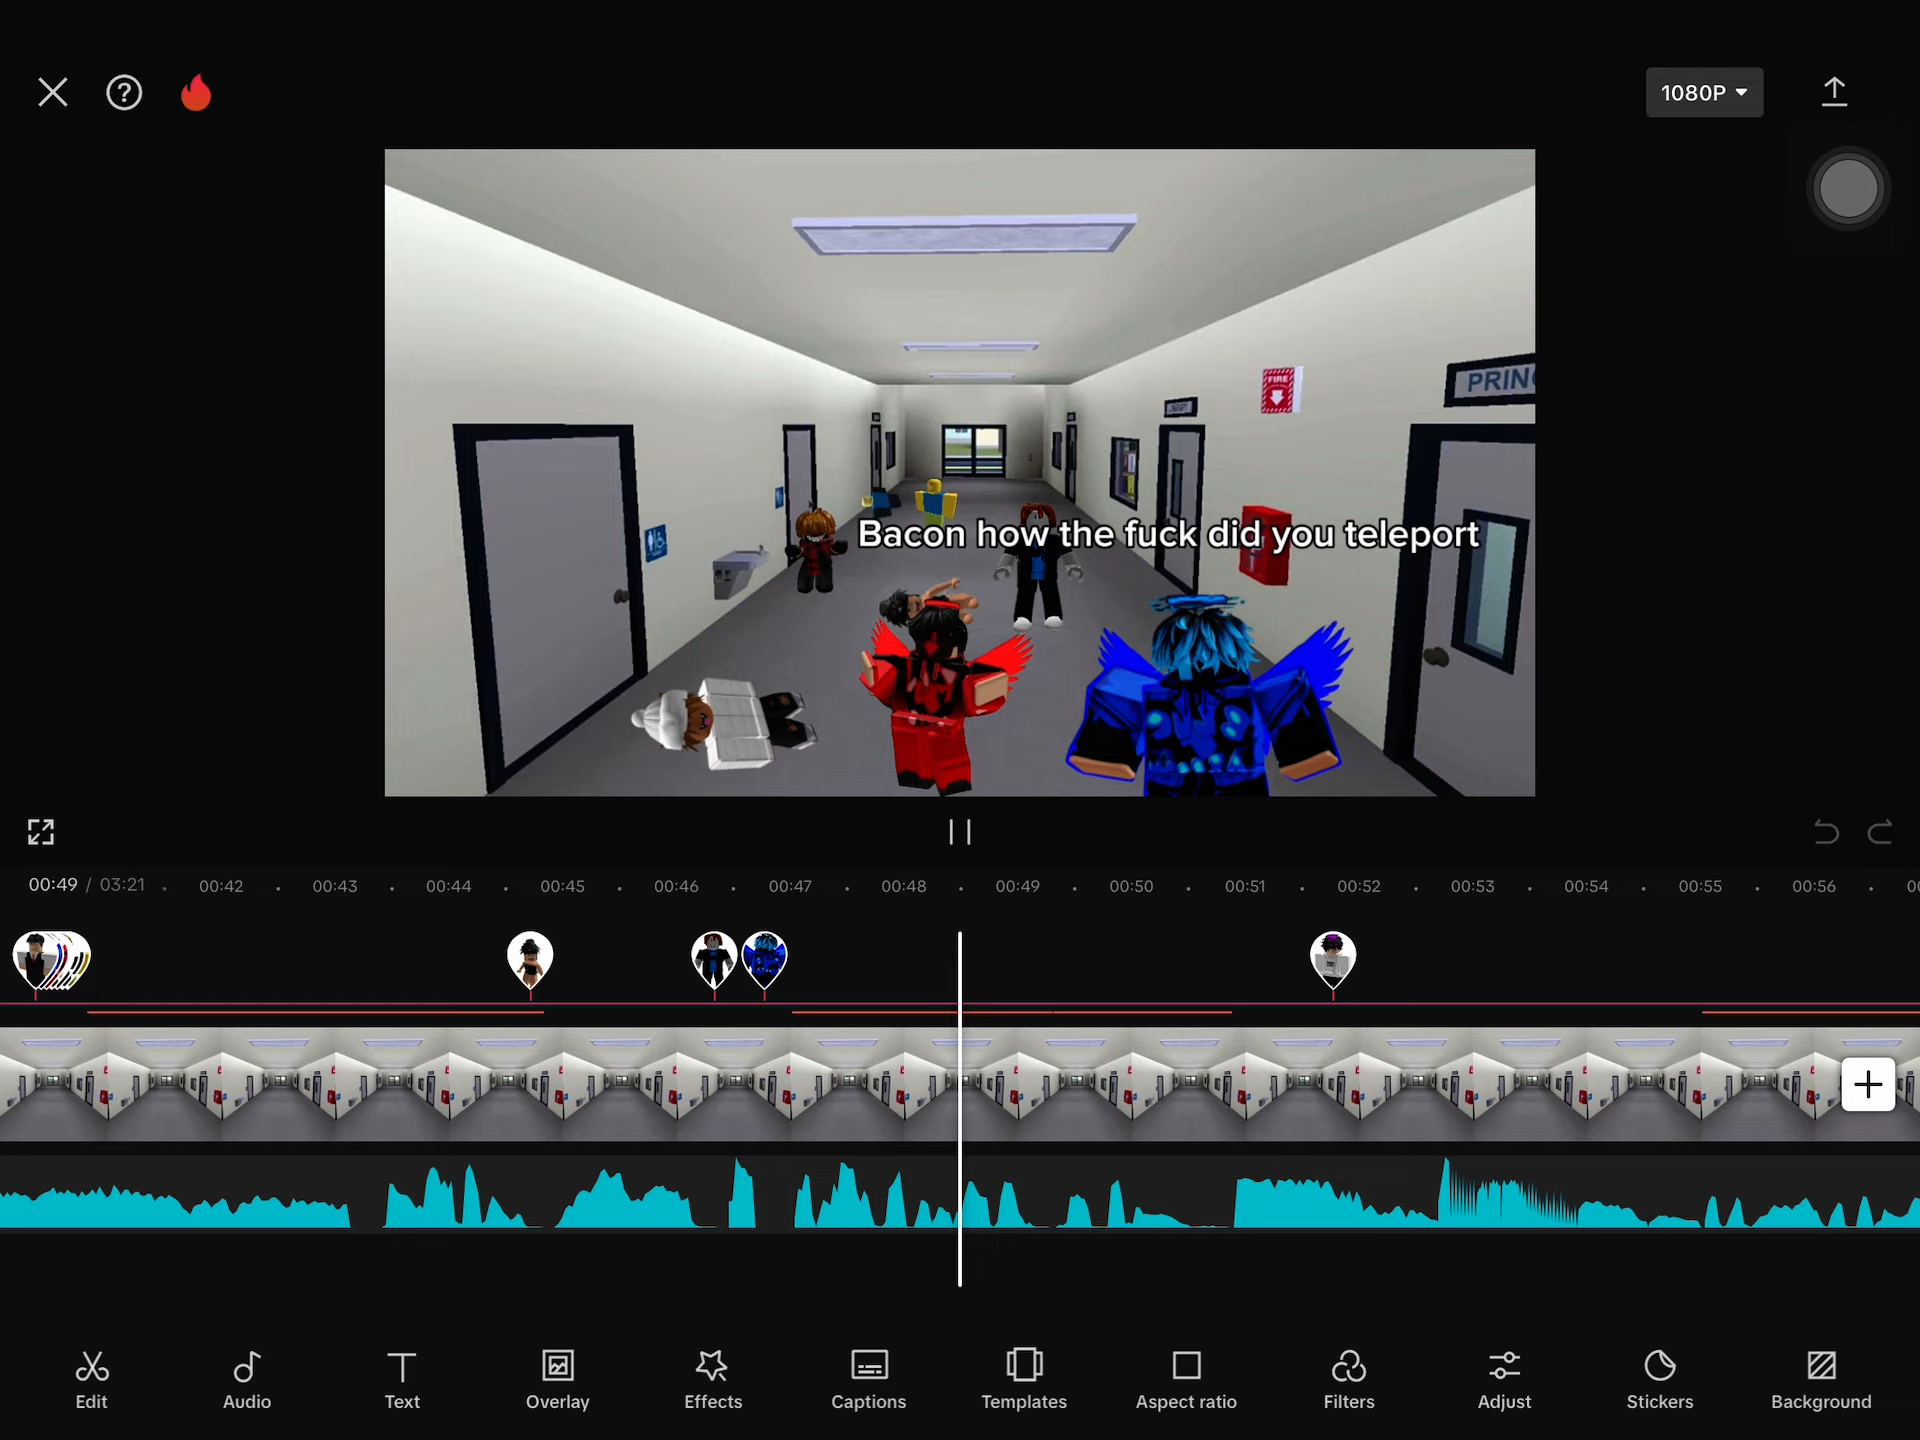 ?
1080P
PRINC
FIRE
Bacon how the fuck did you teleport
00:49 / 03:21
00:42
00:43
00:44
00:45
00:46
00:47
00:48
00:49
00:50
00:51
00:52
00:53
00:54
00:55
00:56
Edit
Audio
Text
Overlay
Effects
Captions
Templates
Aspect ratio
Filters
Adjust
Stickers
Background